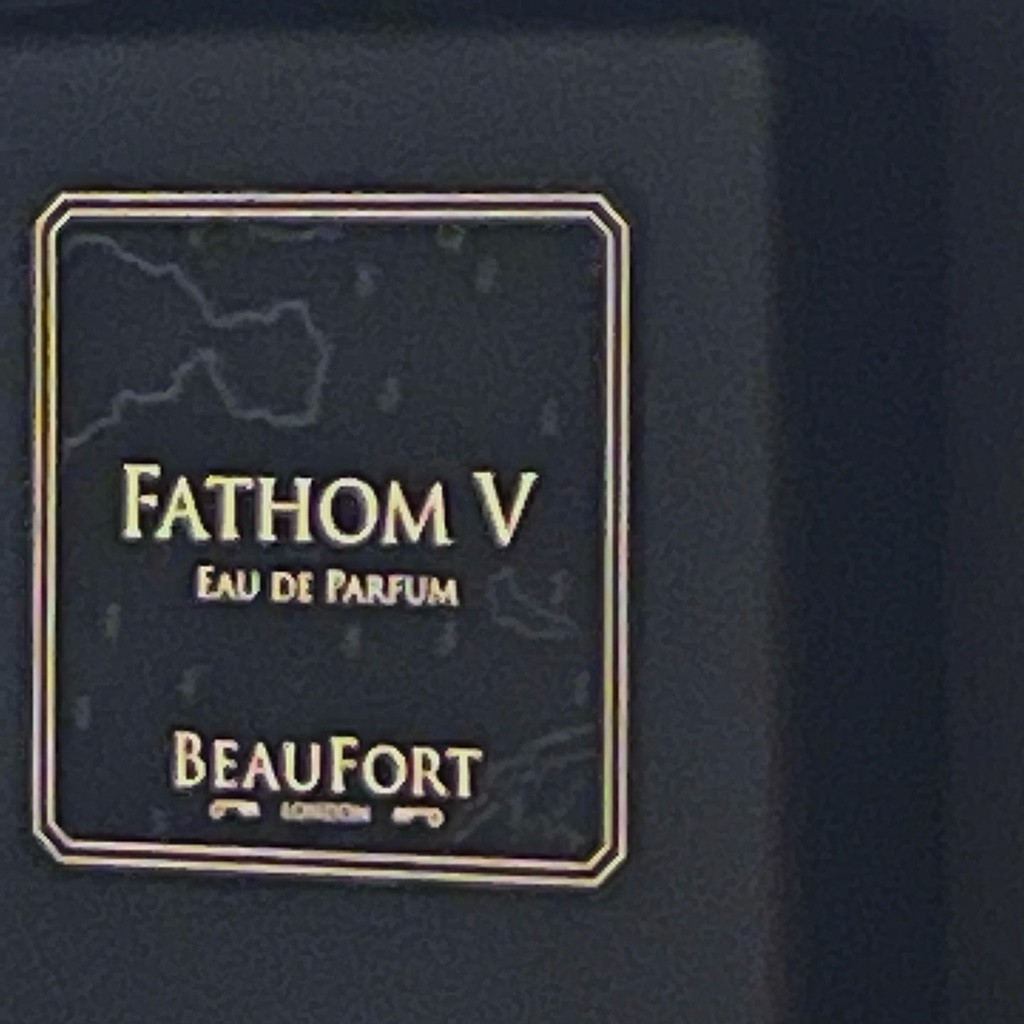 FATHOM V
EAU DE PARFUM
BEAUFORT
LONDON